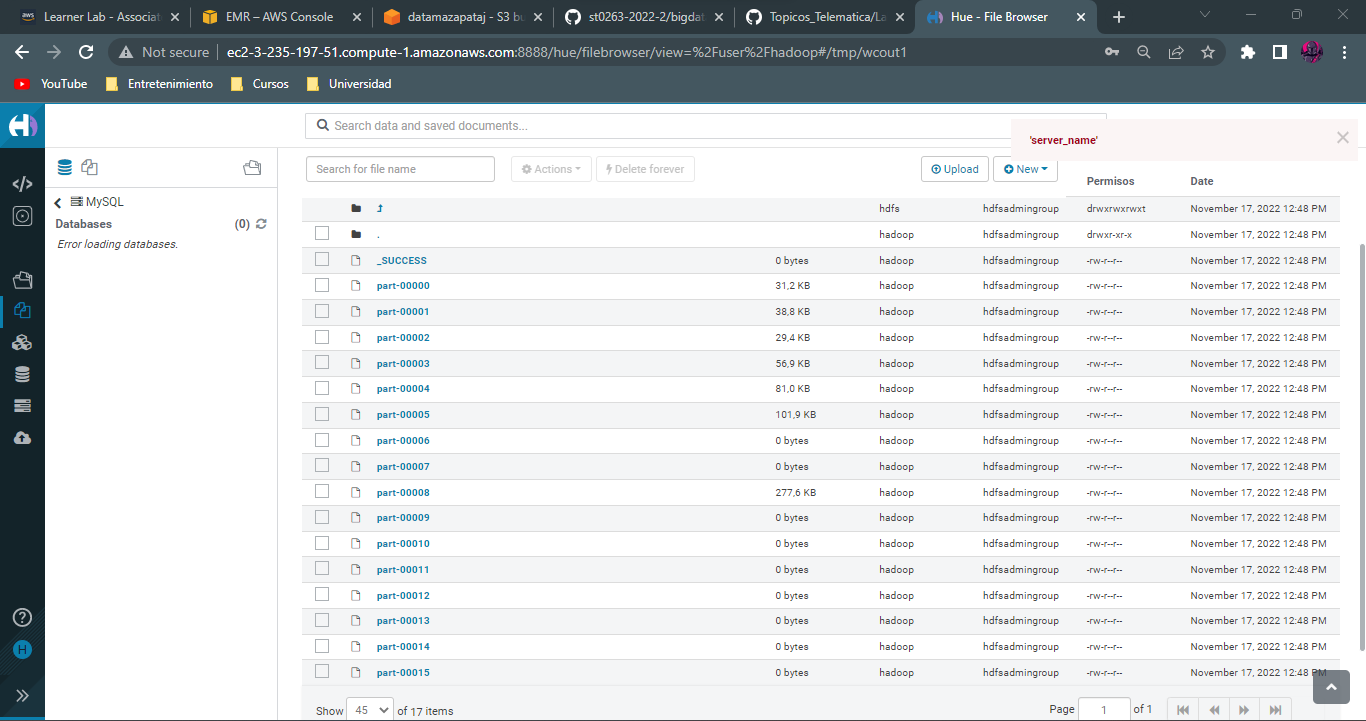 aws Learner Lab - Associat
EMR – AWS Console
datamazapataj - S3 bu
st0263-2022-2/bigdat
Topicos_Telematica/La
Hue - File Browser
Not secure ec2-3-235-197-51.compute-1.amazonaws.com:8888/hue/filebrowser/view=%2Fuser%2Fhadoop#/tmp/wcout1
YouTube Entretenimiento Cursos Universidad
Search data and saved documents...
'server_name'
Search for file name Actions Delete forever Upload New
Permisos Date
MySQL
Databases (0)
Error loading databases.
hdfs hdfsadmingroup drwxrwxrwxt November 17, 2022 12:48 PM
. hadoop hdfsadmingroup drwxr-xr-x November 17, 2022 12:48 PM
_SUCCESS 0 bytes hadoop hdfsadmingroup -rw-r--r-- November 17, 2022 12:48 PM
part-00000 31,2 KB hadoop hdfsadmingroup -rw-r--r-- November 17, 2022 12:48 PM
part-00001 38,8 KB hadoop hdfsadmingroup -rw-r--r-- November 17, 2022 12:48 PM
part-00002 29,4 KB hadoop hdfsadmingroup -rw-r--r-- November 17, 2022 12:48 PM
part-00003 56,9 KB hadoop hdfsadmingroup -rw-r--r-- November 17, 2022 12:48 PM
part-00004 81,0 KB hadoop hdfsadmingroup -rw-r--r-- November 17, 2022 12:48 PM
part-00005 101,9 KB hadoop hdfsadmingroup -rw-r--r-- November 17, 2022 12:48 PM
part-00006 0 bytes hadoop hdfsadmingroup -rw-r--r-- November 17, 2022 12:48 PM
part-00007 0 bytes hadoop hdfsadmingroup -rw-r--r-- November 17, 2022 12:48 PM
part-00008 277,6 KB hadoop hdfsadmingroup -rw-r--r-- November 17, 2022 12:48 PM
part-00009 0 bytes hadoop hdfsadmingroup -rw-r--r-- November 17, 2022 12:48 PM
part-00010 0 bytes hadoop hdfsadmingroup -rw-r--r-- November 17, 2022 12:48 PM
part-00011 0 bytes hadoop hdfsadmingroup -rw-r--r-- November 17, 2022 12:48 PM
part-00012 0 bytes hadoop hdfsadmingroup -rw-r--r-- November 17, 2022 12:48 PM
part-00013 0 bytes hadoop hdfsadmingroup -rw-r--r-- November 17, 2022 12:48 PM
part-00014 0 bytes hadoop hdfsadmingroup -rw-r--r-- November 17, 2022 12:48 PM
part-00015 0 bytes hadoop hdfsadmingroup -rw-r--r-- November 17, 2022 12:48 PM
H
Show 45 of 17 items Page 1 of 1